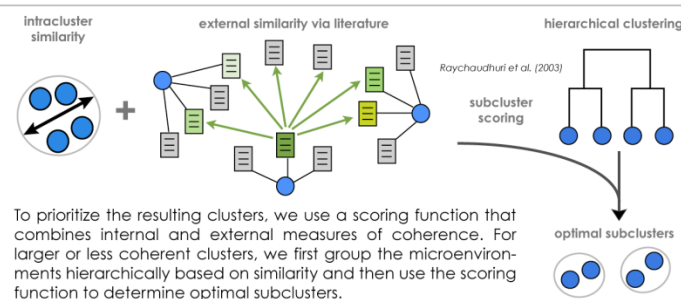 intracluster
similarity
external similarity via literature
hierarchical clustering
Raychaudhuri et al. (2003)
subcluster
scoring
optimal subclusters
To prioritize the resulting clusters, we use a scoring function that
combines internal and external measures of coherence. For
larger or less coherent clusters, we first group the microenviron-
ments hierarchically based on similarity and then use the scoring
function to determine optimal subclusters.